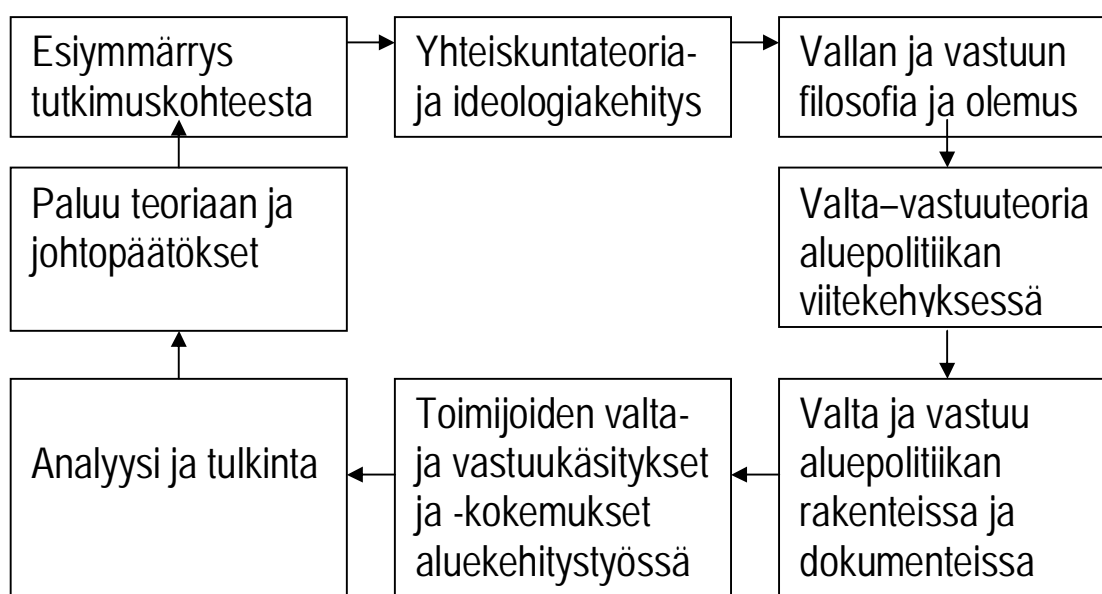 Esiymmärrys
tutkimuskohteesta
Yhteiskuntateoria-
ja ideologiakehitys
Vallan ja vastuun
filosofia ja olemus
Paluu teoriaan ja
johtopäätökset
Valta–vastuuteoria
aluepolitiikan
viitekehyksessä
Analyysi ja tulkinta
Toimijoiden valta-
ja vastuukäsitykset
ja -kokemukset
aluekehitystyössä
Valta ja vastuu
aluepolitiikan
rakenteissa ja
dokumenteissa